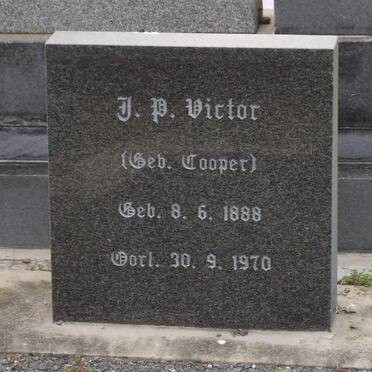 J. P. Victor
(Geb. Cooper)
Geb. 8. 6. 1888
Oorl. 30. 9. 1970